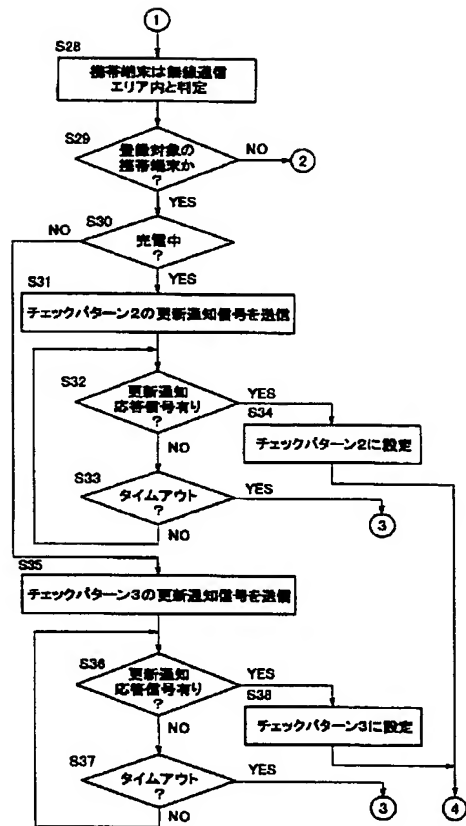 1
S28
携帯端末は無線通信
エリア内と判定
S29
登録対象の
携帯端末か
?
NO
2
YES
S30
NO
充電中
?
YES
S31
チェックパターン2の更新通知信号を送信
S32
更新通知
応答信号有り
?
YES
S34
チェックパターン2に設定
NO
S33
タイムアウト
?
YES
3
NO
S35
チェックパターン3の更新通知信号を送信
S36
更新通知
応答信号有り
?
YES
S38
チェックパターン3に設定
NO
S37
タイムアウト
?
YES
3
4
NO